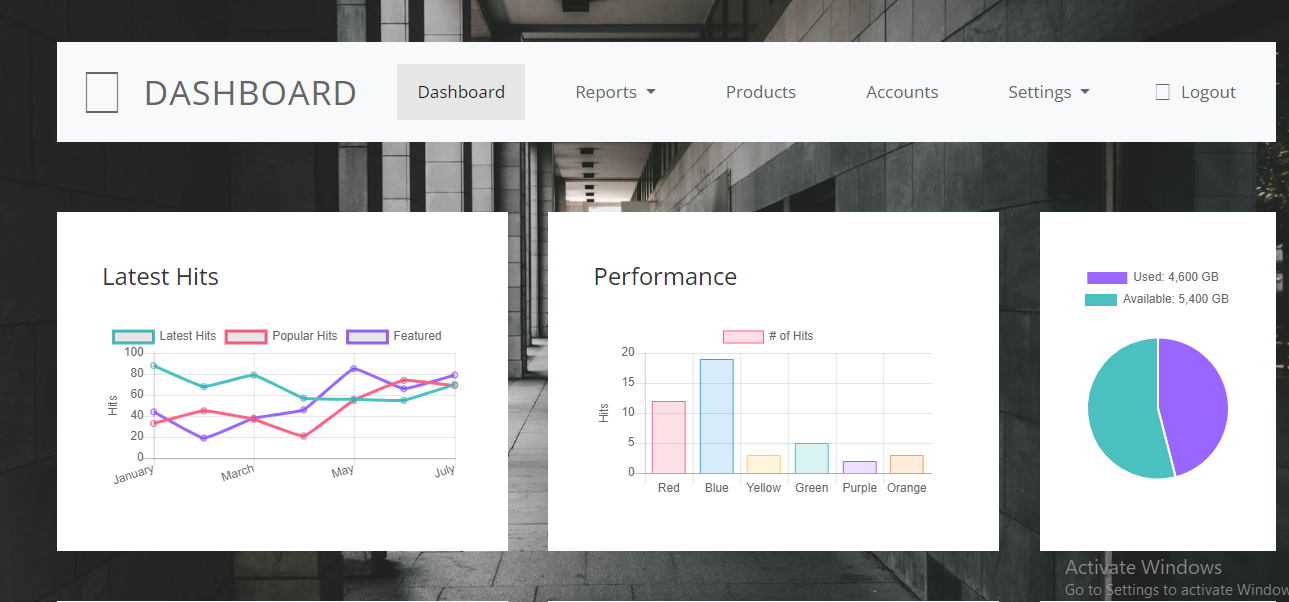 DASHBOARD
Dashboard
Reports
Products
Accounts
Settings
Logout
Latest Hits
Latest Hits
Popular Hits
Featured
100
80
60
40
20
0
Hits
January
March
May
July
Performance
# of Hits
20
15
10
5
0
Hits
Red
Blue
Yellow
Green
Purple
Orange
Used: 4,600 GB
Available: 5,400 GB
Activate Windows
Go to Settings to activate Window